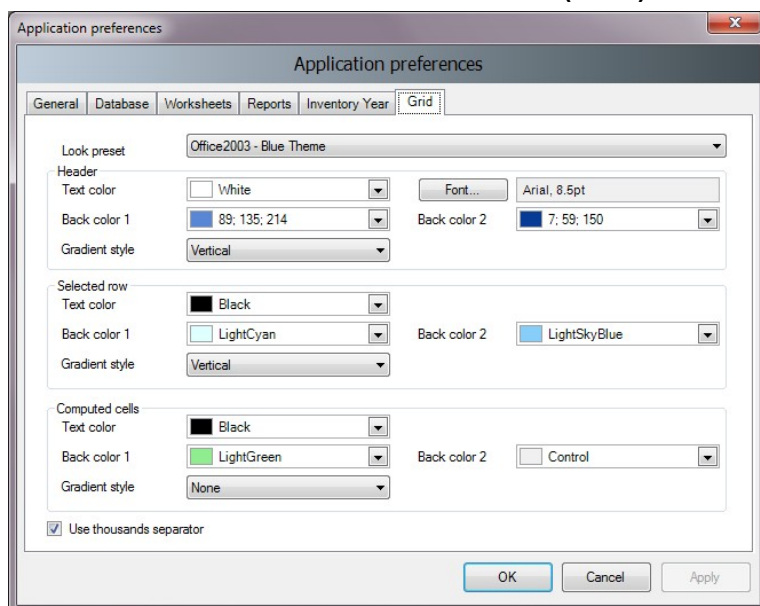 Application preferences
Application preferences
General Database Worksheets Reports Inventory Year Grid
Look preset Office2003 - Blue Theme
Header
Text color White Font... Arial, 8.5pt
Back color 1 89; 135; 214 Back color 2 7; 59; 150
Gradient style Vertical
Selected row
Text color Black
Back color 1 LightCyan Back color 2 LightSkyBlue
Gradient style Vertical
Computed cells
Text color Black
Back color 1 LightGreen Back color 2 Control
Gradient style None
Use thousands separator
OK Cancel Apply